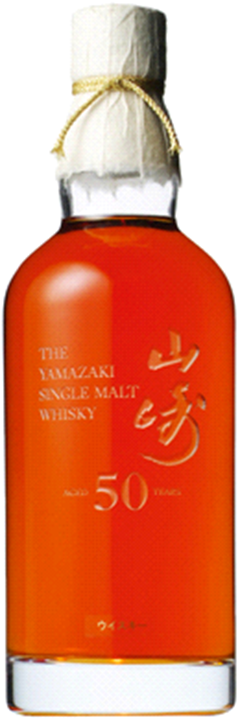 THE
YAMAZAKI
SINGLE MALT
WHISKY
山崎
AGED 50 YEARS
ウイスキー